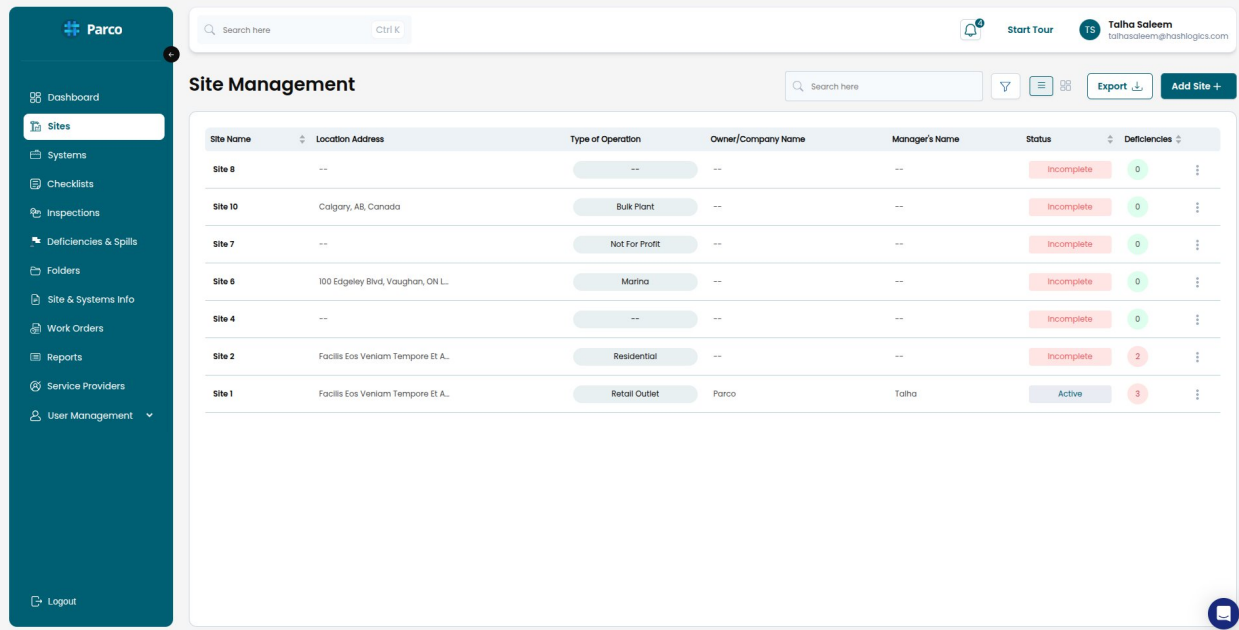 Parco
Search here Ctrl K
4
Start Tour
TS
Talha Saleem
talhasaleem@hashlogics.com
Dashboard
Sites
Systems
Checklists
Inspections
Deficiencies & Spills
Folders
Site & Systems Info
Work Orders
Reports
Service Providers
User Management
Logout
Site Management
Search here
Export
Add Site +
Site Name Location Address Type of Operation Owner/Company Name Manager's Name Status Deficiencies
Site 8 -- -- -- -- Incomplete 0
Site 10 Calgary, AB, Canada Bulk Plant -- -- Incomplete 0
Site 7 -- Not For Profit -- -- Incomplete 0
Site 6 100 Edgeley Blvd, Vaughan, ON L... Marina -- -- Incomplete 0
Site 4 -- -- -- -- Incomplete 0
Site 2 Facilis Eos Veniam Tempore Et A... Residential -- -- Incomplete 2
Site 1 Facilis Eos Veniam Tempore Et A... Retail Outlet Parco Talha Active 3